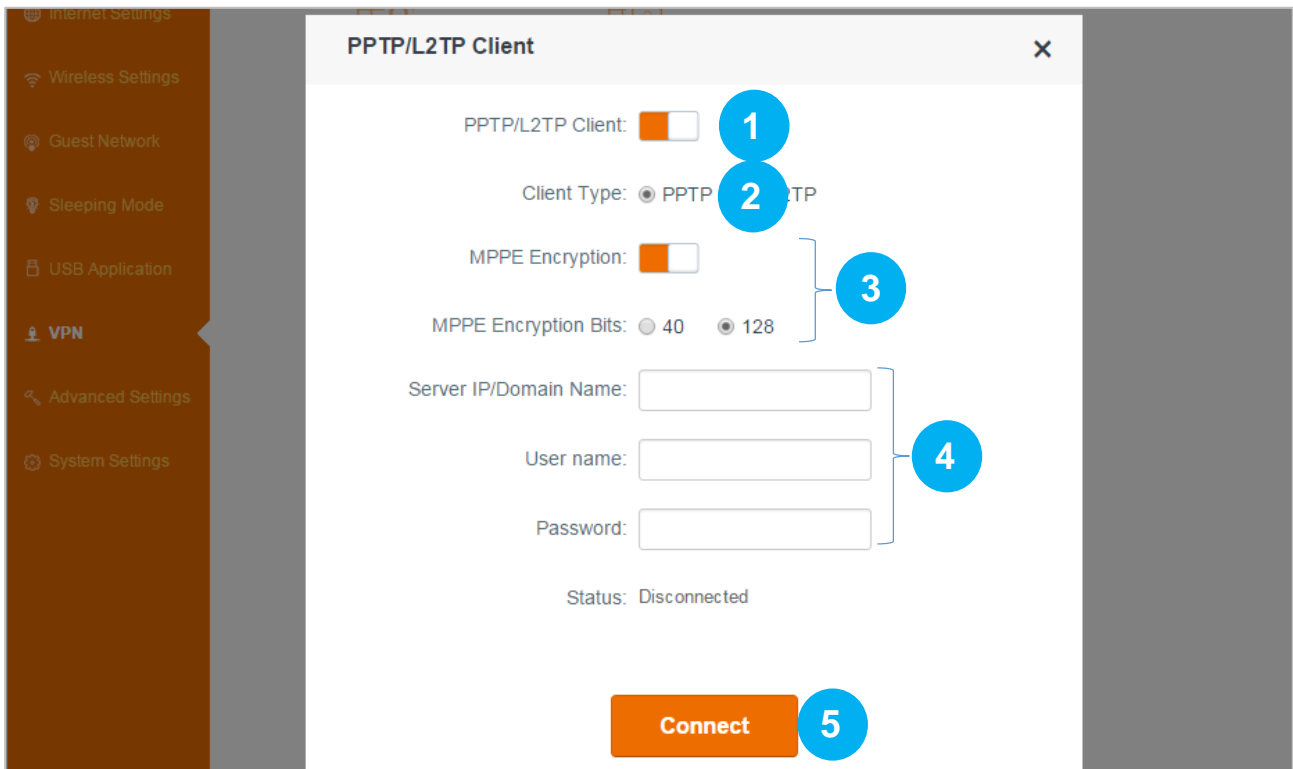 Internet Settings
PPTP/L2TP Client ×
Wireless Settings
PPTP/L2TP Client: 1
Guest Network
Client Type: PPTP 2 TP
Sleeping Mode
MPPE Encryption:
USB Application
3
VPN
MPPE Encryption Bits: 40 128
Advanced Settings
Server IP/Domain Name:
System Settings
User name: 4
Password:
Status: Disconnected
Connect 5